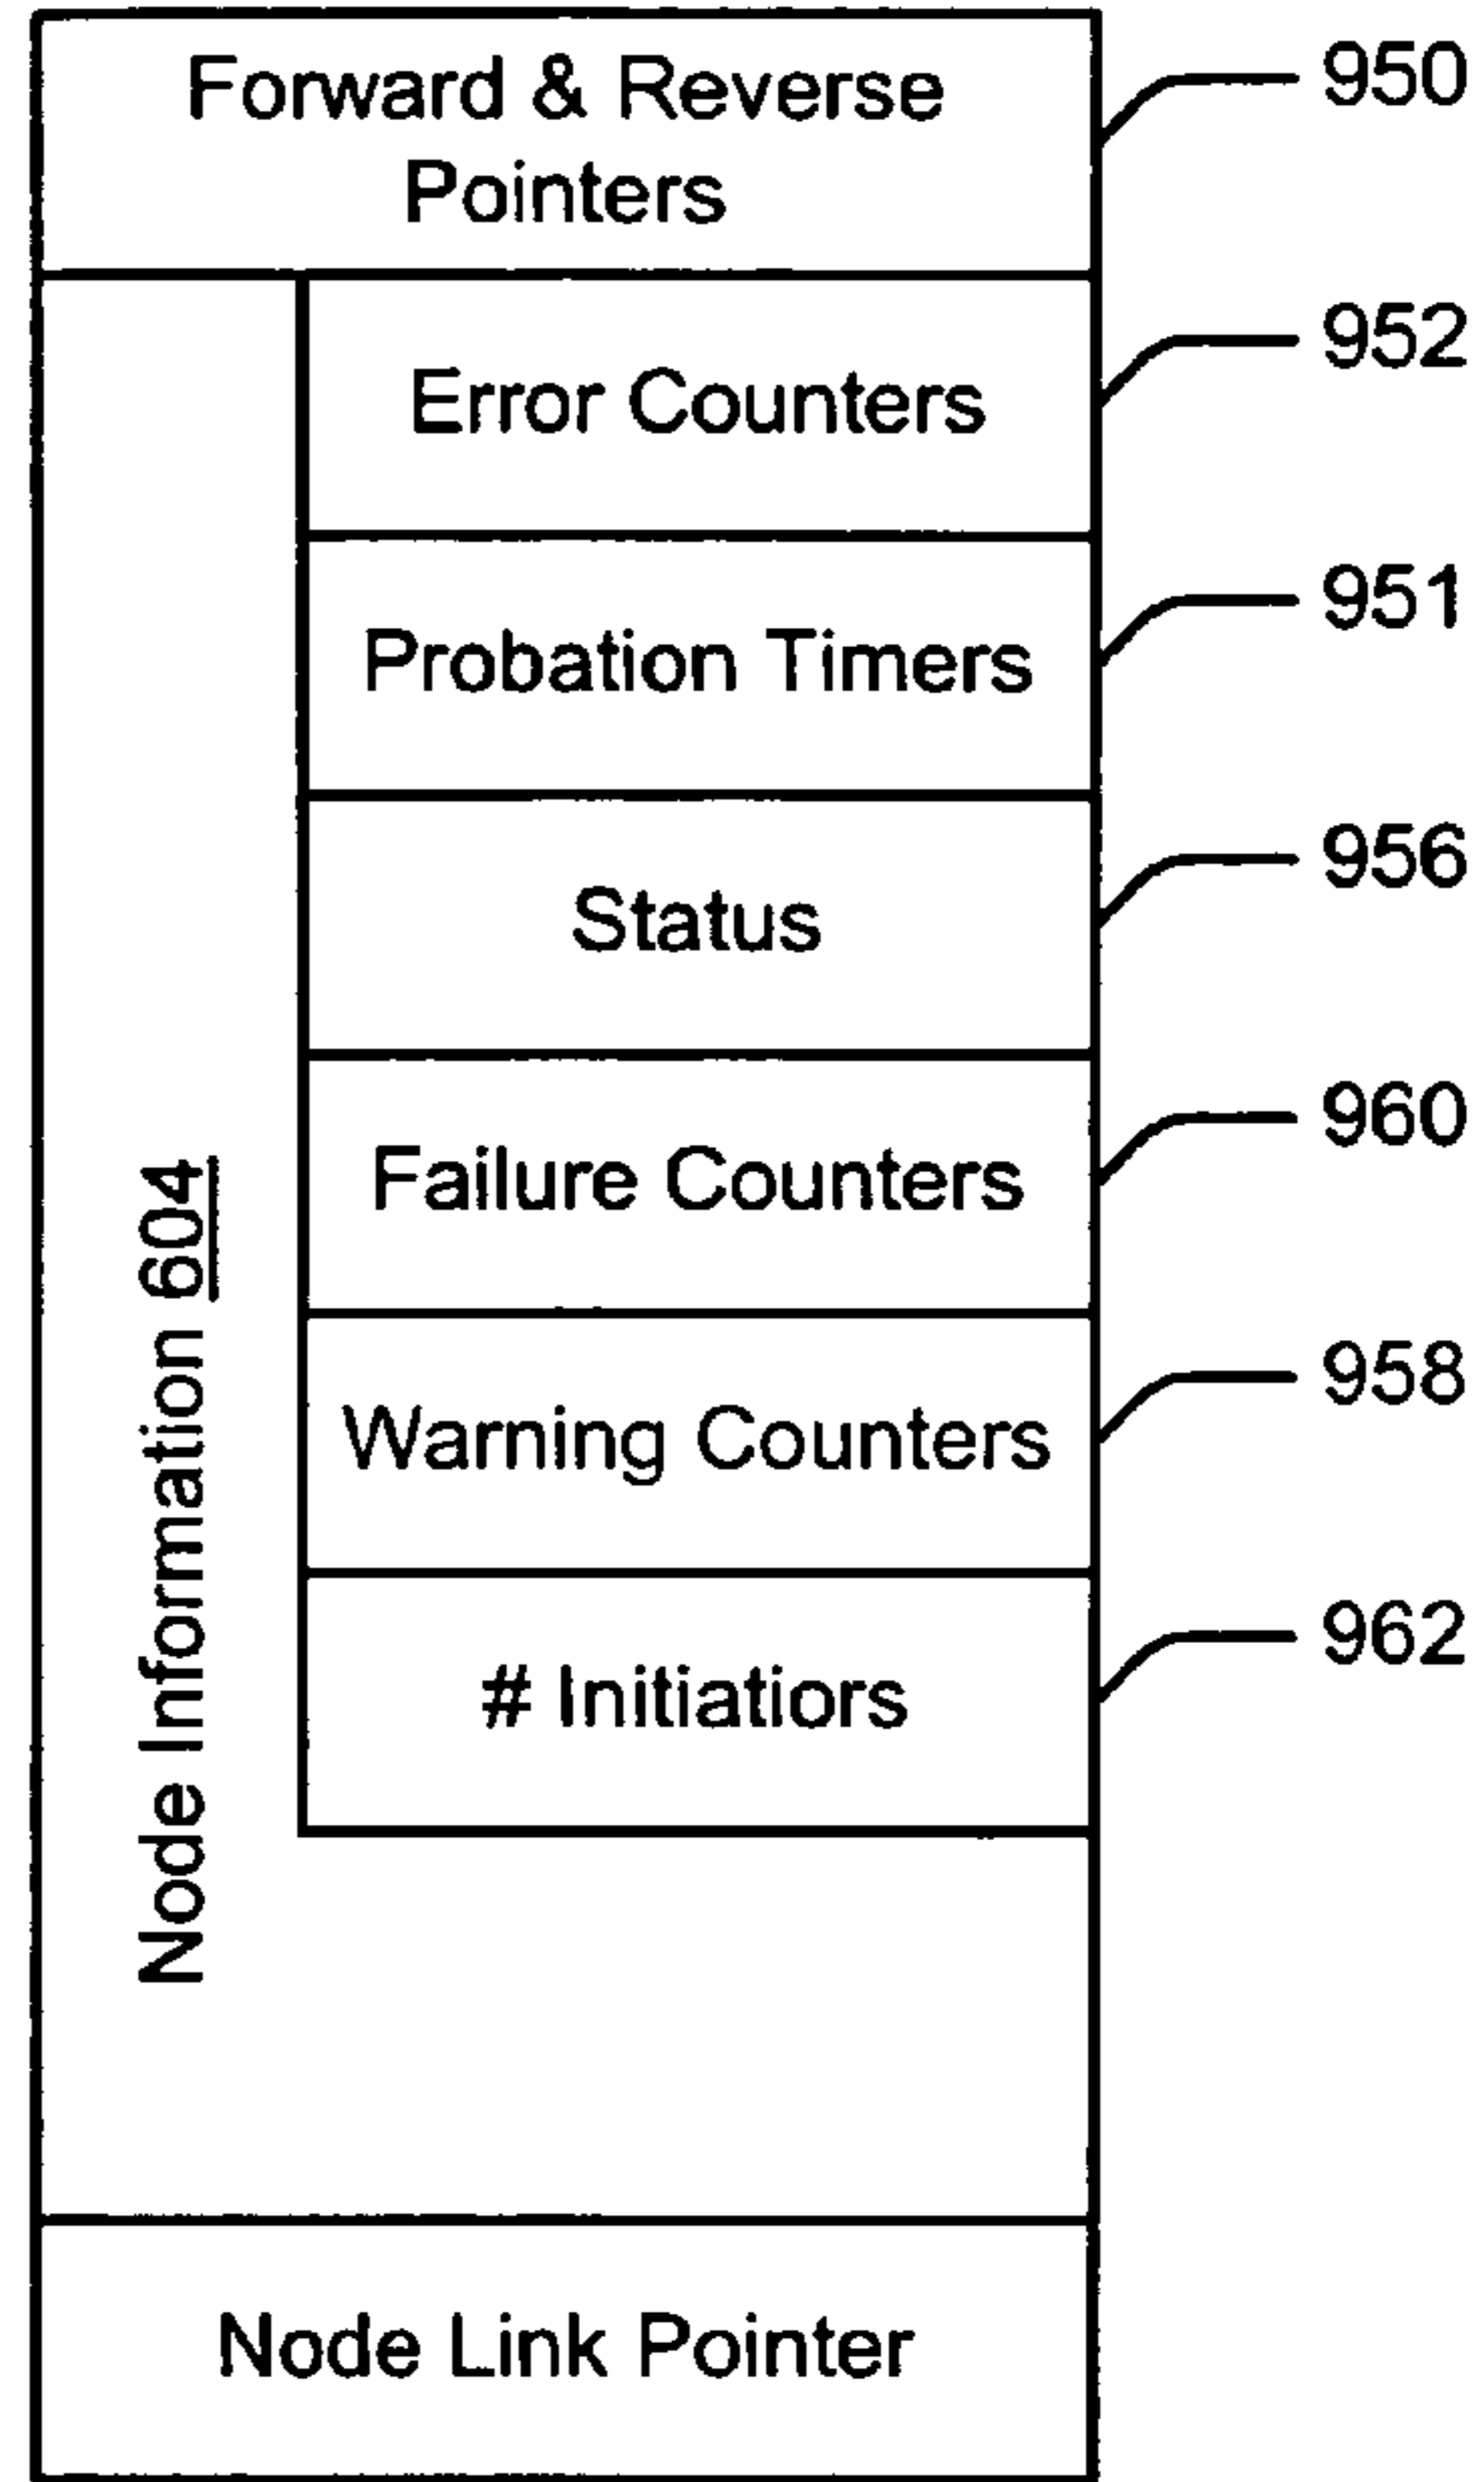 Forward & Reverse
Pointers
950
Error Counters
952
Probation Timers
951
Status
956
Failure Counters
960
Warning Counters
958
# Initiatiors
962
Node Information 604
Node Link Pointer